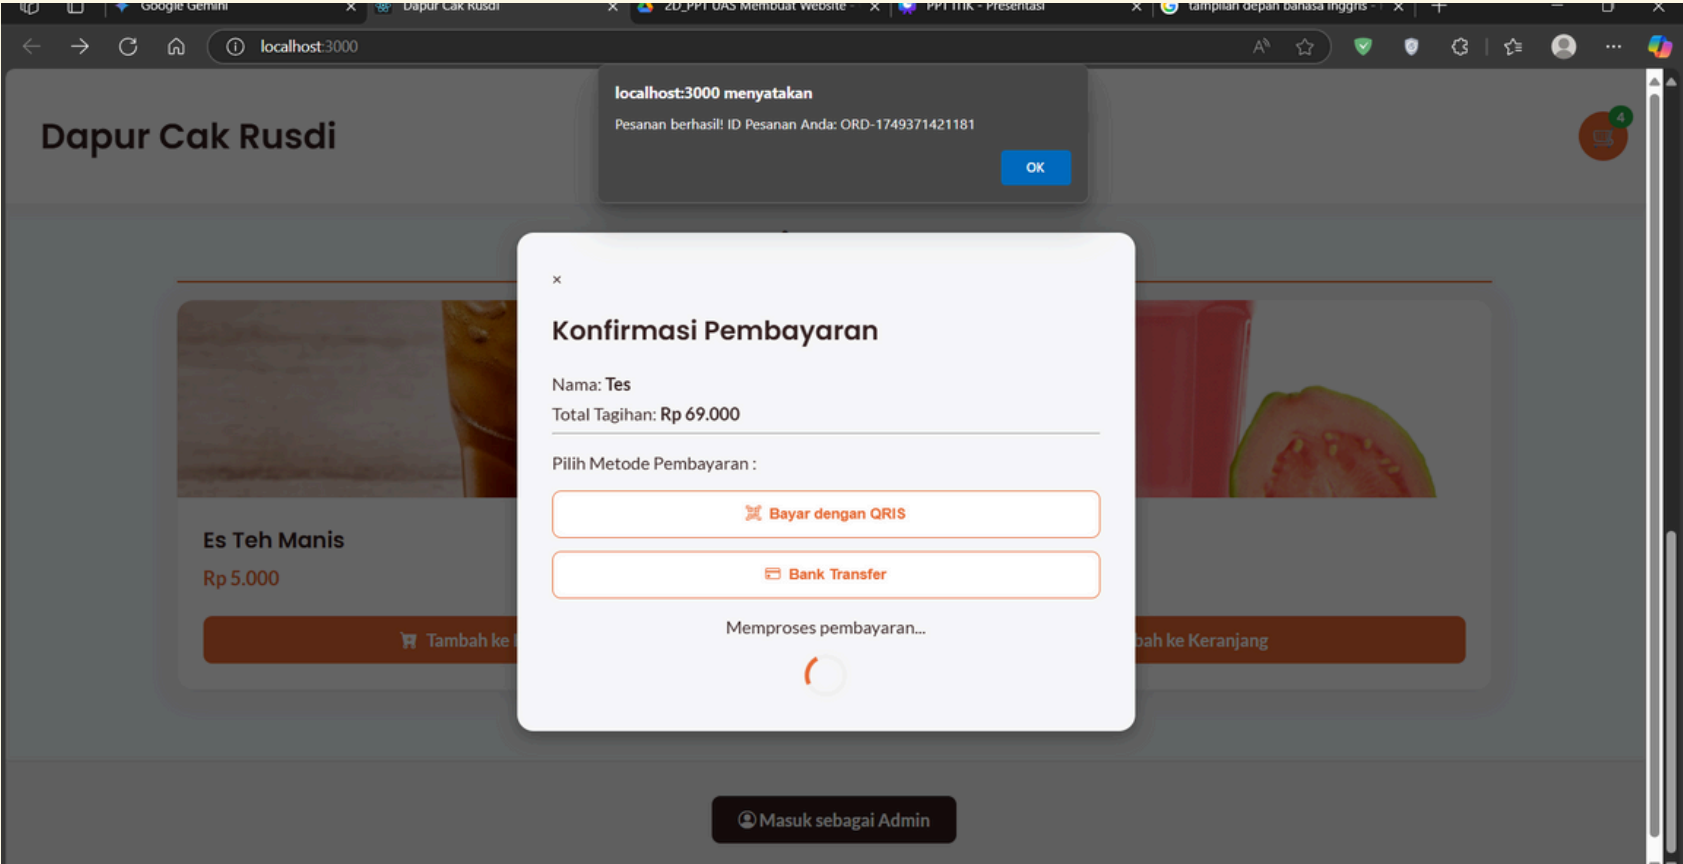 Google Gemini
Dapur Cak Rusdi
2D_PPT UAS Membuat Website -
PPT ITIK - Presentasi
tampilan depan bahasa inggris -
localhost:3000
localhost:3000 menyatakan
Pesanan berhasil! ID Pesanan Anda: ORD-1749371421181
OK
Dapur Cak Rusdi
4
×
Konfirmasi Pembayaran
Nama: Tes
Total Tagihan: Rp 69.000
Pilih Metode Pembayaran :
Bayar dengan QRIS
Bank Transfer
Memproses pembayaran...
Es Teh Manis
Rp 5.000
Tambah ke
ke Keranjang
Masuk sebagai Admin